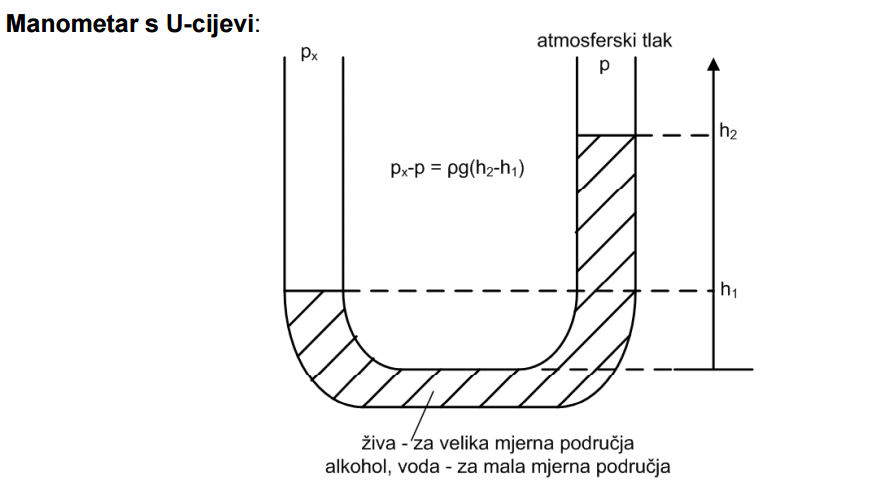 Manometar s U-cijevi:
atmosferski tlak
pₓ
p
h₂
pₓ-p = ρg(h₂-h₁)
h₁
živa - za velika mjerna područja
alkohol, voda - za mala mjerna područja